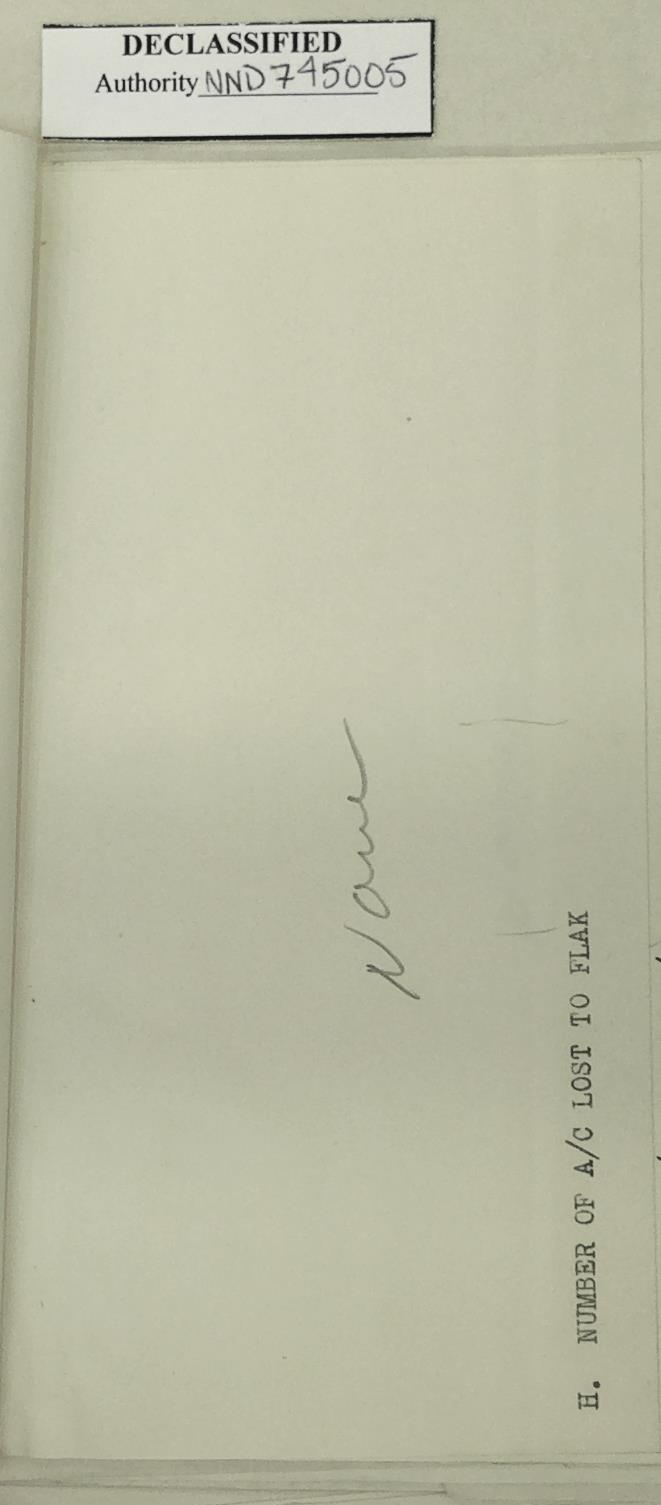 DECLASSIFIED
Authority NND 745005
None
H. NUMBER OF A/C LOST TO FLAK